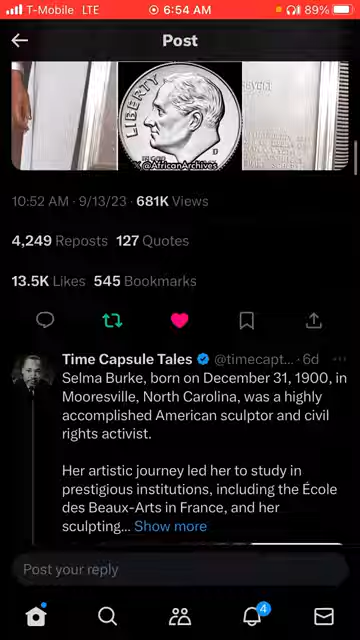 T-Mobile LTE 6:54 AM 89%
Post
LIBERTY
@AfricanArchives
10:52 AM · 9/13/23 · 681K Views
4,249 Reposts 127 Quotes
13.5K Likes 545 Bookmarks
Time Capsule Tales @timecapt... · 6d
Selma Burke, born on December 31, 1900, in
Mooresville, North Carolina, was a highly
accomplished American sculptor and civil
rights activist.
Her artistic journey led her to study in
prestigious institutions, including the École
des Beaux-Arts in France, and her
sculpting... Show more
Post your reply
4